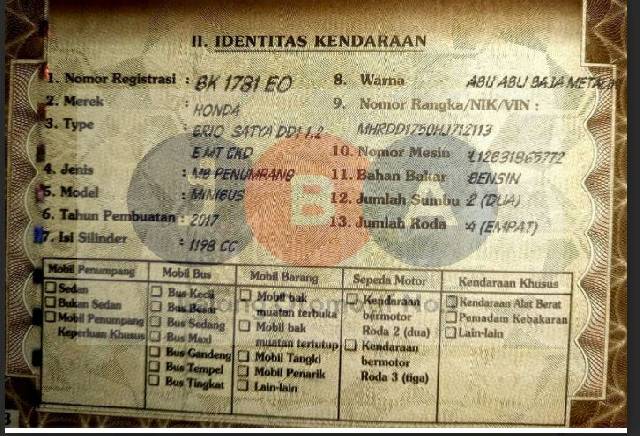 II. IDENTITAS KENDARAAN
1. Nomor Registrasi : BK 1731 EO
2. Merek : HONDA
3. Type : BRIO SATYA DD1 1.2
E MT CKD
4. Jenis : MB PENUMPANG
5. Model : MINIBUS
6. Tahun Pembuatan : 2017
7. Isi Silinder : 1198 CC
8. Warna ABU ABU BAJA
9. Nomor Rangka/NIK/VIN :
10. Nomor Mesin
11. Bahan Bakar BENSIN
12. Jumlah Sumbu 2 (DUA)
13. Jumlah Roda 4 (EMPAT)
Mobil Penumpang
Sedan
Bukan Sedan
Mobil Penumpang
Keperluan Khusus
Mobil Bus
Bus Kecil
Bus Besar
Bus Sedang
Bus Maxi
Bus Gandeng
Bus Tempel
Bus Tingkat
Mobil Barang
Mobil bak
muatan terbuka
Mobil bak
muatan tertutup
Mobil Tangki
Mobil Penarik
Lain-lain
Sepeda Motor
Kendaraan
bermotor
Roda 2 (dua)
Kendaraan
bermotor
Roda 3 (tiga)
Kendaraan Khusus
Kendaraan Alat Berat
Pemadam Kebakaran
Lain-lain
B A